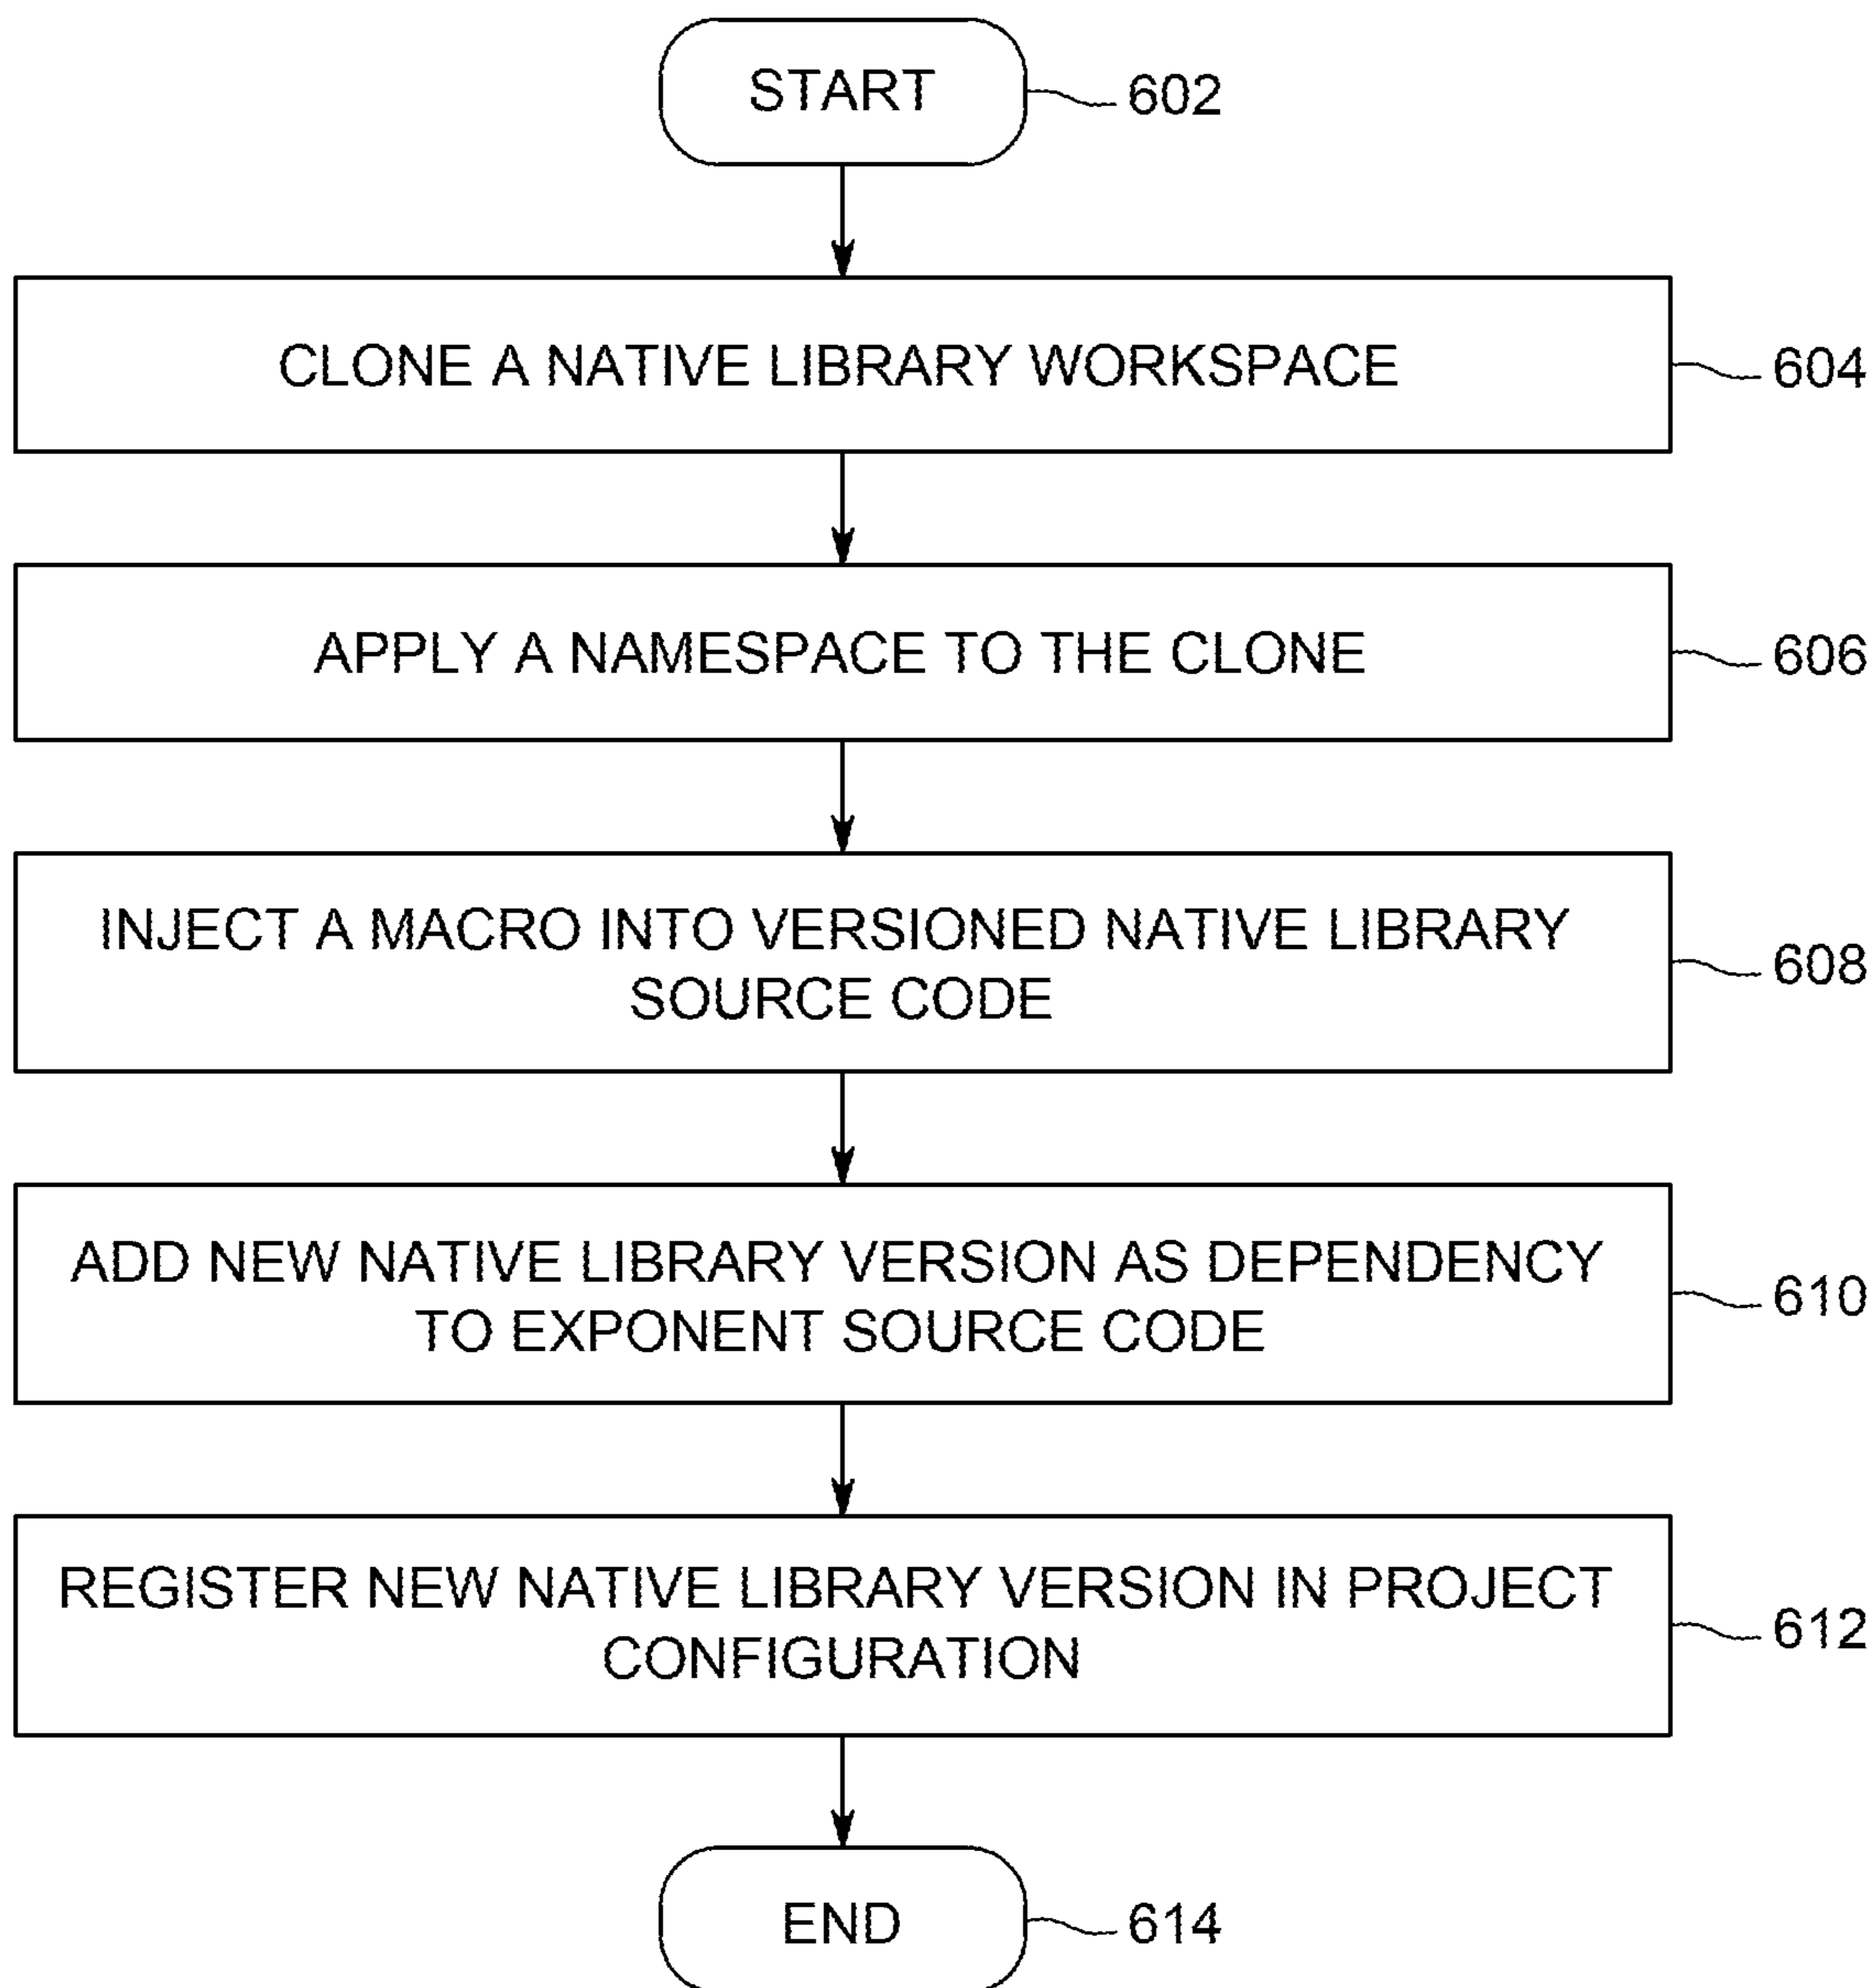 START
602
CLONE A NATIVE LIBRARY WORKSPACE
604
APPLY A NAMESPACE TO THE CLONE
606
INJECT A MACRO INTO VERSIONED NATIVE LIBRARY
SOURCE CODE
608
ADD NEW NATIVE LIBRARY VERSION AS DEPENDENCY
TO EXPONENT SOURCE CODE
610
REGISTER NEW NATIVE LIBRARY VERSION IN PROJECT
CONFIGURATION
612
END
614